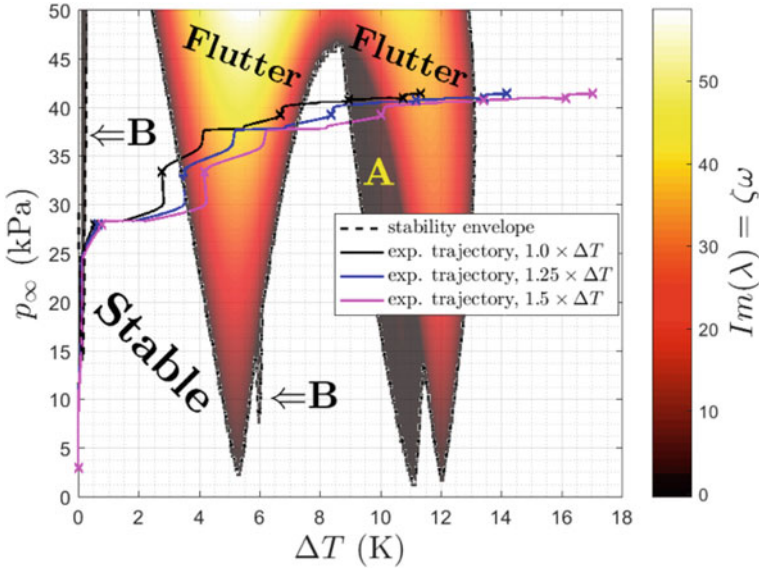 50
45
40
35
30
25
20
15
10
5
0
p∞ (kPa)
0
2
4
6
8
10
12
14
16
18
ΔT (K)
Flutter
Flutter
⇐B
A
Stable
⇐B
stability envelope
exp. trajectory, 1.0 × ΔT
exp. trajectory, 1.25 × ΔT
exp. trajectory, 1.5 × ΔT
50
40
30
20
10
0
Im(λ) = ζω